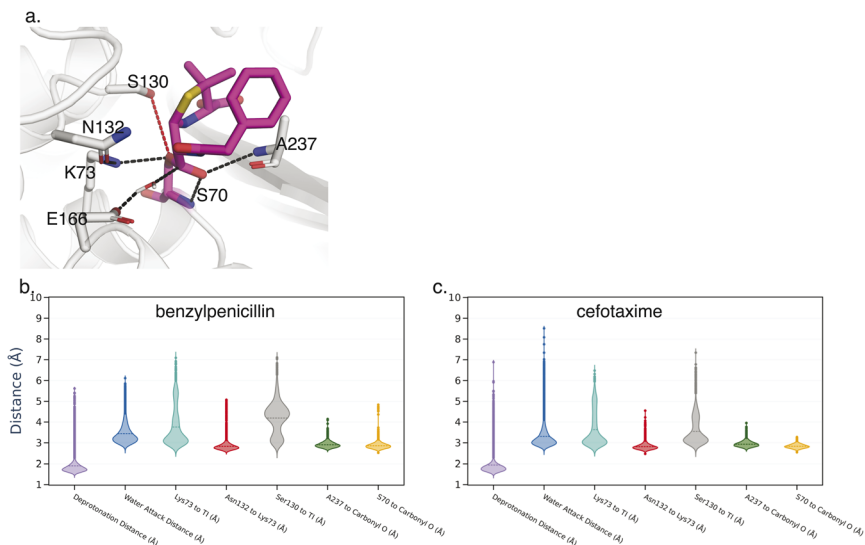 a.
S130
N132
A237
K73
S70
E166
b.
benzylpenicillin
Distance (Å)
10
9
8
7
6
5
4
3
2
1
Deprotonation Distance (Å)
Water Attack Distance (Å)
Lys73 to TI (Å)
Asn132 to Lys73 (Å)
Ser130 to TI (Å)
A237 to Carbonyl O (Å)
S70 to Carbonyl O (Å)
c.
cefotaxime
10
9
8
7
6
5
4
3
2
1
Deprotonation Distance (Å)
Water Attack Distance (Å)
Lys73 to TI (Å)
Asn132 to Lys73 (Å)
Ser130 to TI (Å)
A237 to Carbonyl O (Å)
S70 to Carbonyl O (Å)